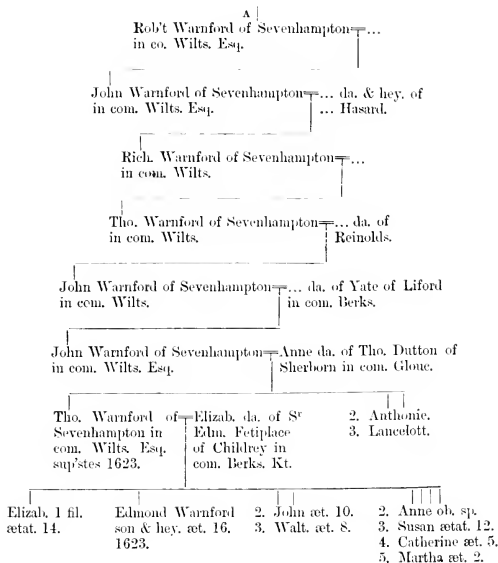 A
Rob't Warnford of Sevenhampton=...
in co. Wilts. Esq.
John Warnford of Sevenhampton=... da. & hey. of
in com. Wilts. Esq. ... Hasard.
Rich. Warnford of Sevenhampton=...
in com. Wilts.
Tho. Warnford of Sevenhampton=... da. of
in com. Wilts. Reinolds.
John Warnford of Sevenhampton=... da. of Yate of Liford
in com. Wilts. in com. Berks.
John Warnford of Sevenhampton=Anne da. of Tho. Dutton of
in com. Wilts. Esq. Sherborn in com. Glouc.
Tho. Warnford of=Elizab. da. of Sʳ
Sevenhampton in Edm. Fetiplace
com. Wilts. Esq. of Childrey in
sup'stes 1623. com. Berks. Kt.
2. Anthonie.
3. Lancelott.
Elizab. 1 fil.
ætat. 14.
Edmond Warnford
son & hey. æt. 16.
1623.
2. John æt. 10.
3. Walt. æt. 8.
2. Anne ob. sp.
3. Susan ætat. 12.
4. Catherine æt. 5.
5. Martha æt. 2.